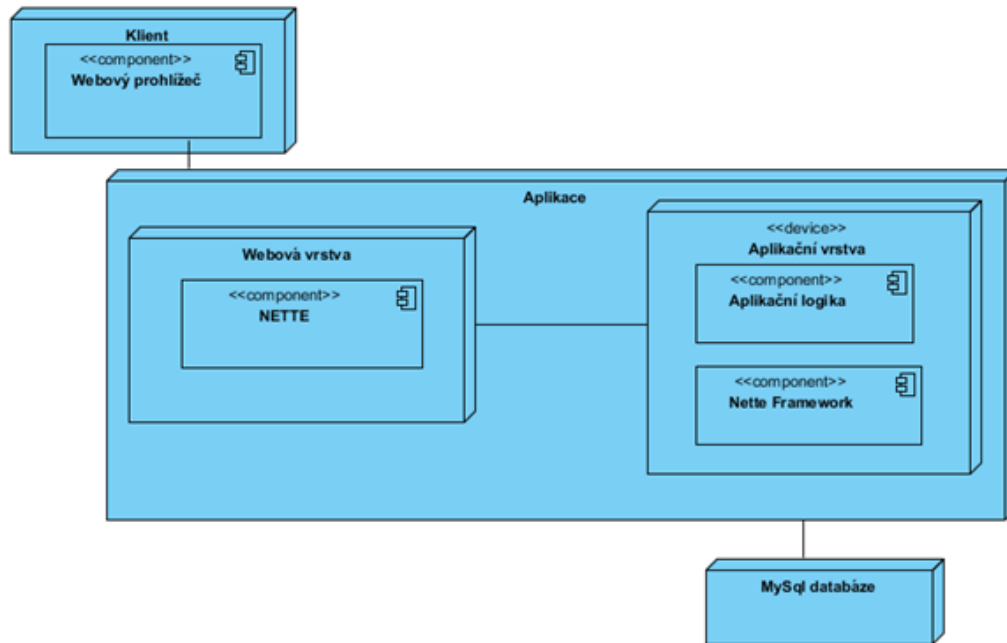 Klient
<<component>>
Webový prohlížeč
Aplikace
Webová vrstva
<<component>>
NETTE
<<device>>
Aplikační vrstva
<<component>>
Aplikační logika
<<component>>
Nette Framework
MySql databáze